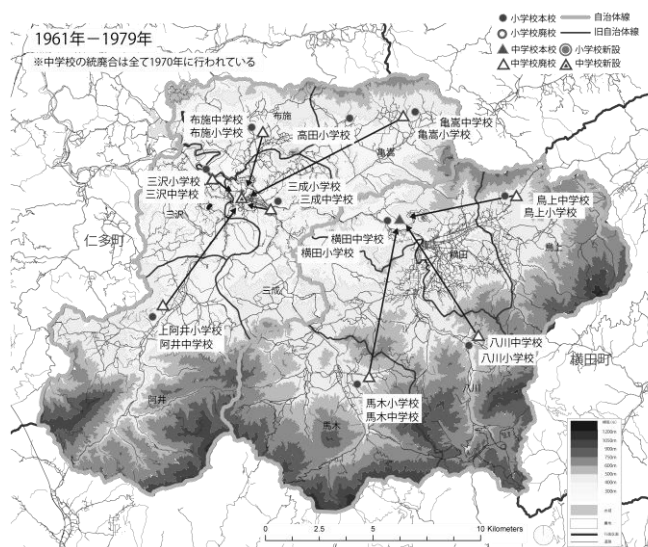 1961年－1979年
※中学校の統廃合は全て1970年に行われている
小学校本校
小学校廃校
中学校本校
中学校廃校
自治体線
旧自治体線
小学校新設
中学校新設
布施中学校
布施小学校
布施
高田小学校
亀嵩中学校
亀嵩小学校
亀嵩
三沢小学校
三沢中学校
三沢
三成小学校
三成中学校
鳥上中学校
鳥上小学校
鳥上
仁多町
横田中学校
横田小学校
横田
三成
上阿井小学校
阿井中学校
八川中学校
八川小学校
横田町
阿井
馬木小学校
馬木中学校
馬木
八川
0 2.5 5 10 Kilometers